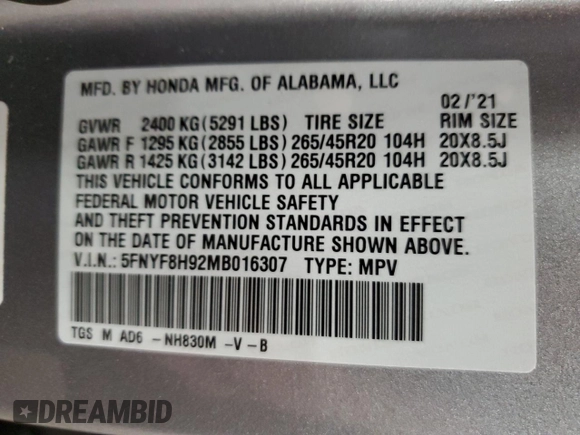 MFD. BY HONDA MFG. OF ALABAMA, LLC
02/'21
GVWR 2400 KG(5291 LBS) TIRE SIZE RIM SIZE
GAWR F 1295 KG(2855 LBS)265/45R20 104H 20X8.5J
GAWR R 1425 KG(3142 LBS)265/45R20 104H 20X8.5J
THIS VEHICLE CONFORMS TO ALL APPLICABLE
FEDERAL MOTOR VEHICLE SAFETY
AND THEFT PREVENTION STANDARDS IN EFFECT
ON THE DATE OF MANUFACTURE SHOWN ABOVE.
V.I.N.: 5FNYF8H92MB016307 TYPE: MPV
TGS M AD6 -NH830M -V -B
DREAMBID